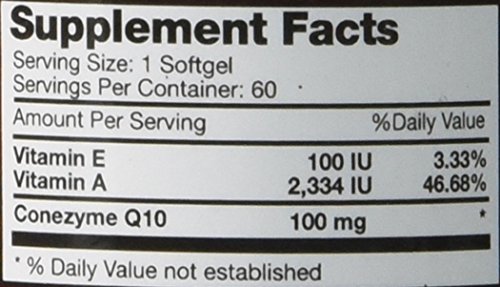 Supplement Facts
Serving Size: 1 Softgel
Servings Per Container: 60
Amount Per Serving %Daily Value
Vitamin E 100 IU 3.33%
Vitamin A 2,334 IU 46.68%
Conezyme Q10 100 mg *
* % Daily Value not established